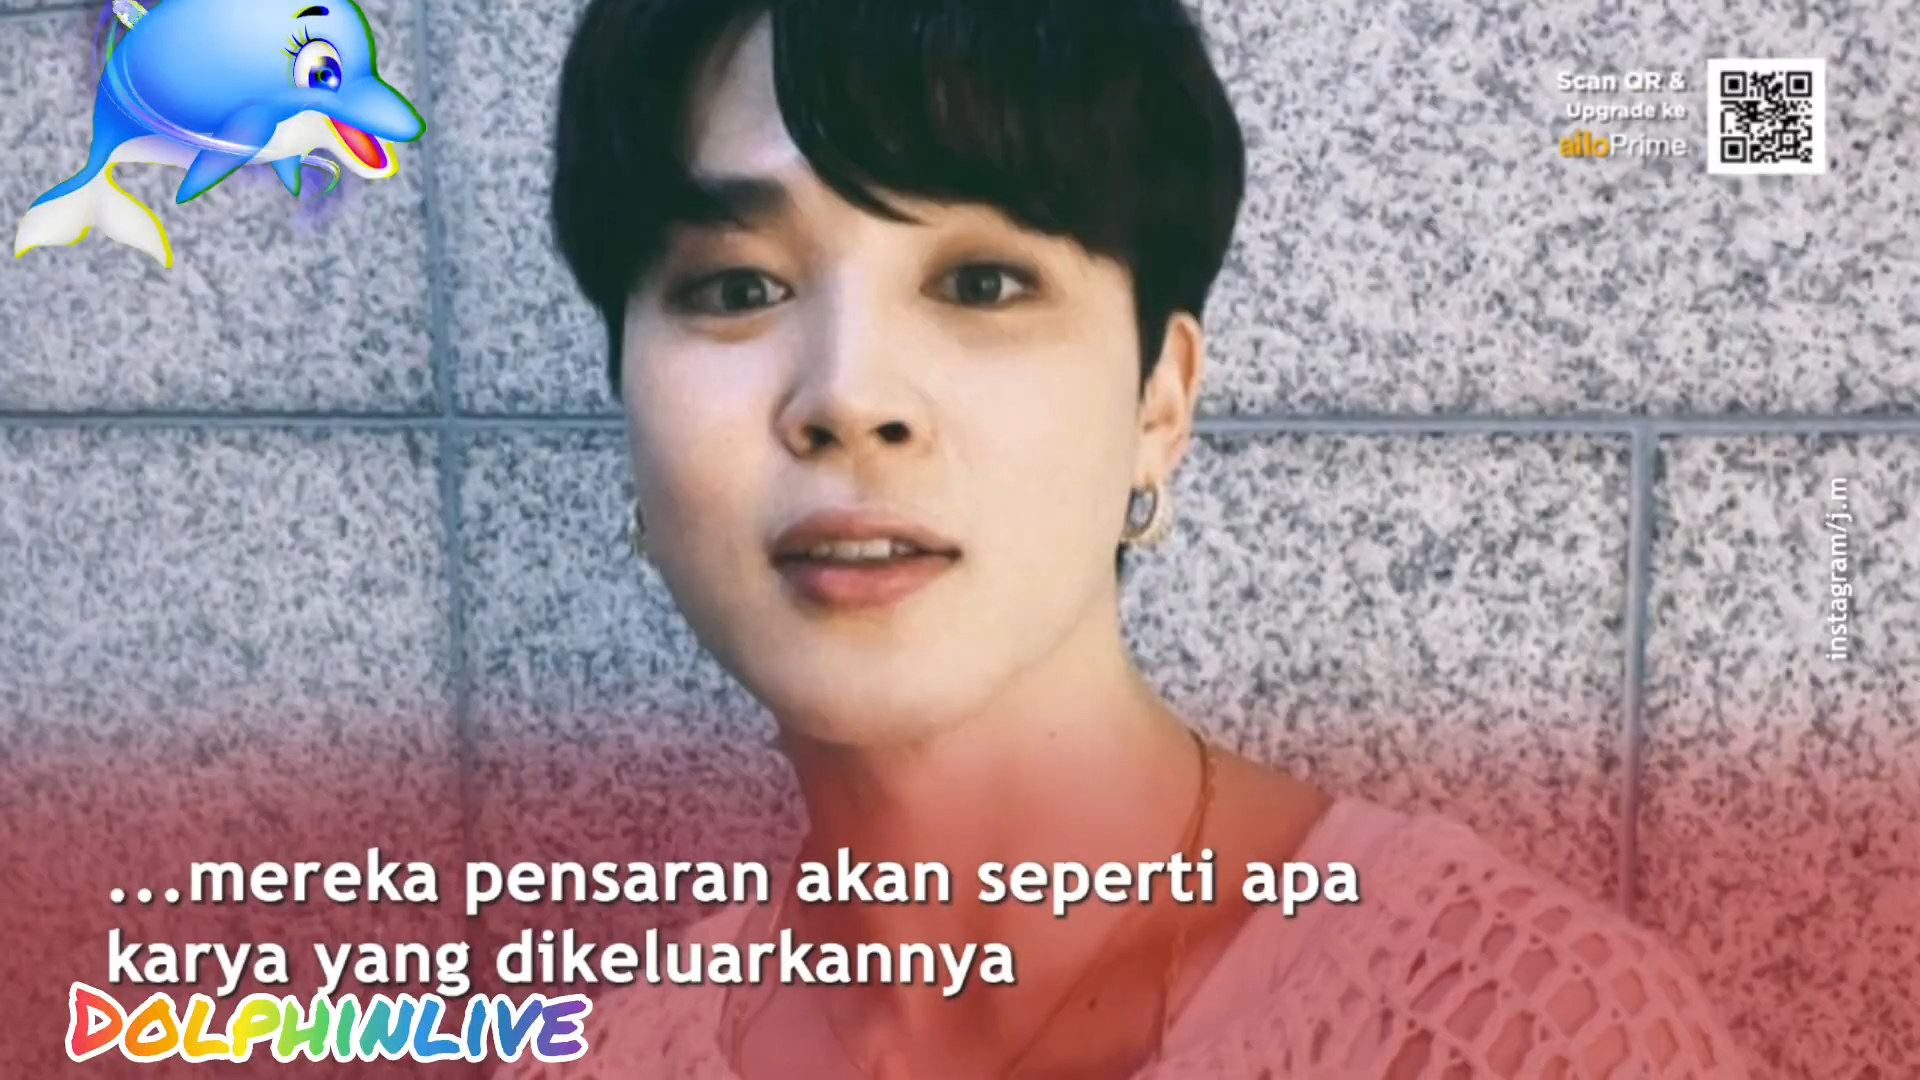 Scan QR &
Upgrade ke
alloPrime
instagram/j.m
...mereka pensaran akan seperti apa
karya yang dikeluarkannya
DOLPHINLIVE